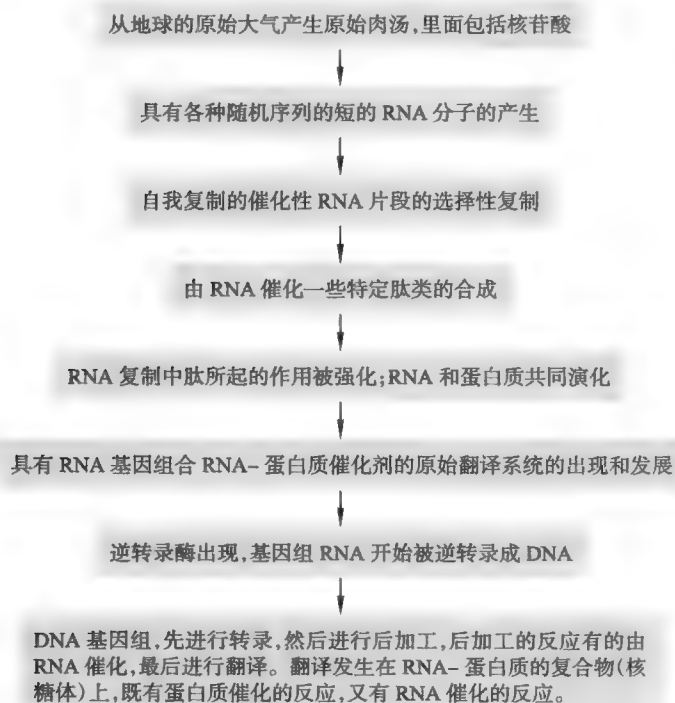 从地球的原始大气产生原始肉汤,里面包括核苷酸
具有各种随机序列的短的 RNA 分子的产生
自我复制的催化性 RNA 片段的选择性复制
由 RNA 催化一些特定肽类的合成
RNA 复制中肽所起的作用被强化;RNA 和蛋白质共同演化
具有 RNA 基因组合 RNA- 蛋白质催化剂的原始翻译系统的出现和发展
逆转录酶出现,基因组 RNA 开始被逆转录成 DNA
DNA 基因组,先进行转录,然后进行后加工,后加工的反应有的由
RNA 催化,最后进行翻译。翻译发生在 RNA- 蛋白质的复合物(核
糖体)上,既有蛋白质催化的反应,又有 RNA 催化的反应。